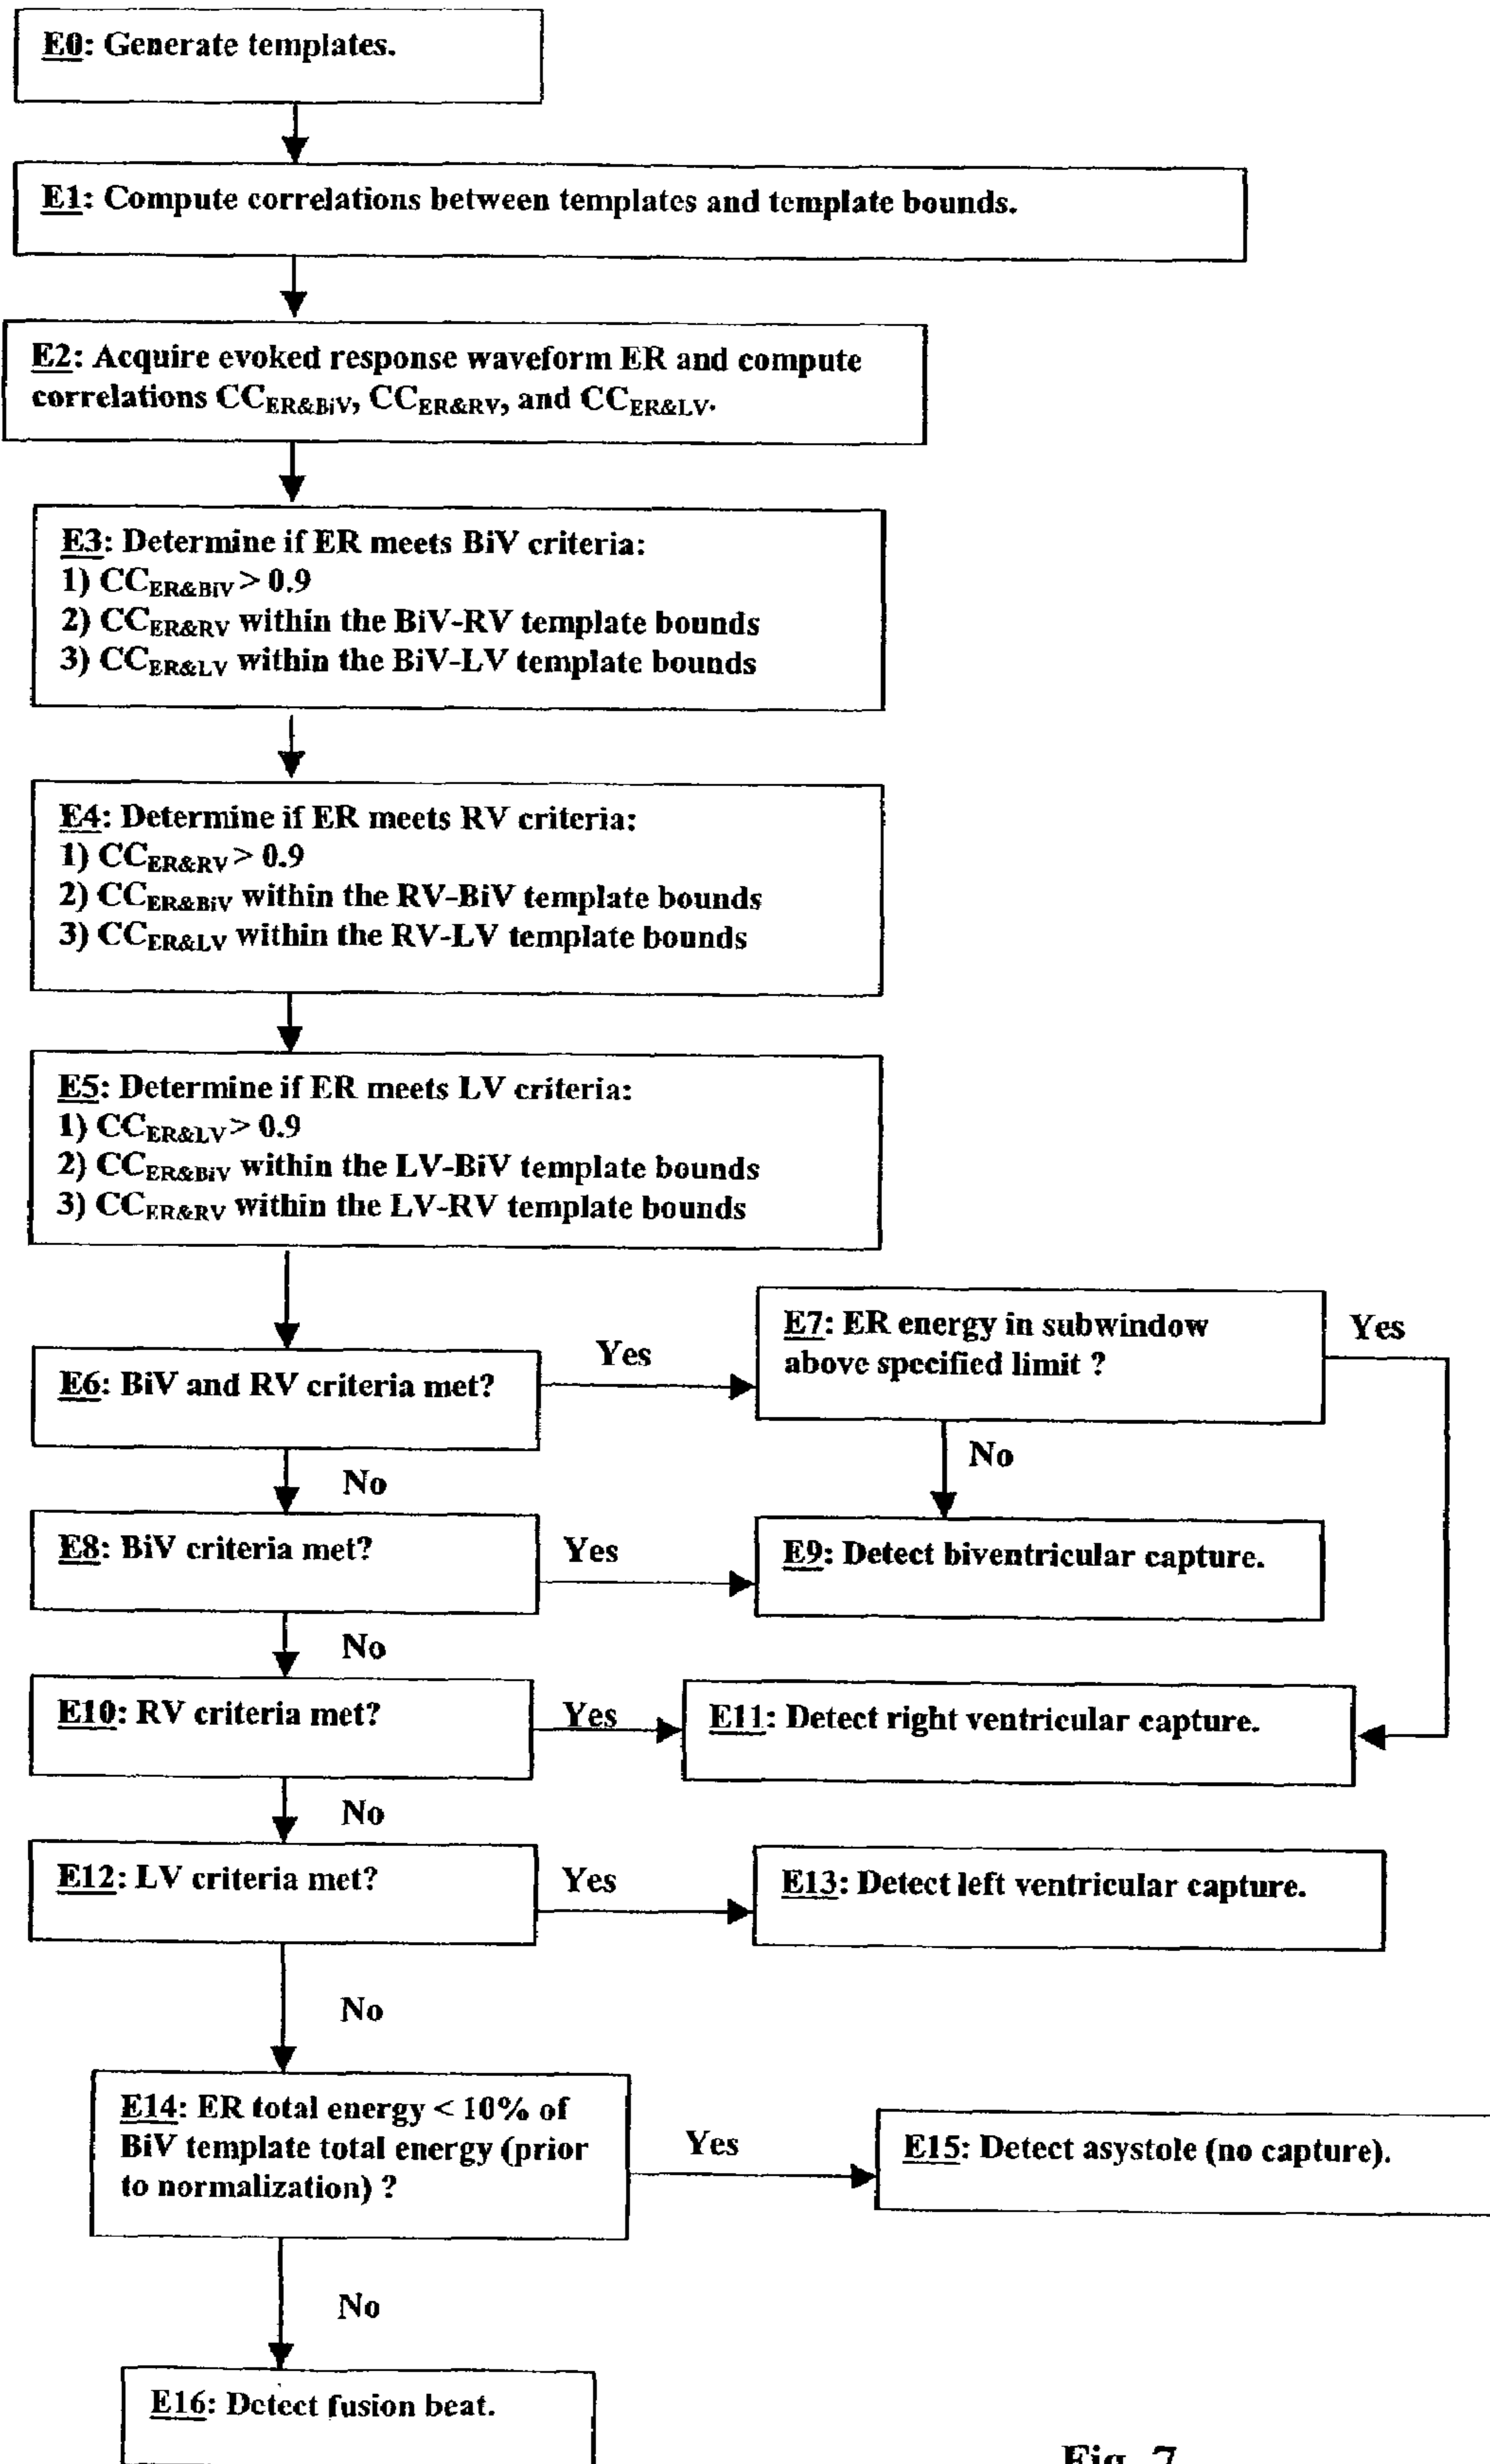 E0: Generate templates.
E1: Compute correlations between templates and template bounds.
E2: Acquire evoked response waveform ER and compute
correlations CCER&BiV, CCER&RV, and CCER&LV.
E3: Determine if ER meets BiV criteria:
1) CCER&BiV > 0.9
2) CCER&RV within the BiV-RV template bounds
3) CCER&LV within the BiV-LV template bounds
E4: Determine if ER meets RV criteria:
1) CCER&RV > 0.9
2) CCER&BiV within the RV-BiV template bounds
3) CCER&LV within the RV-LV template bounds
E5: Determine if ER meets LV criteria:
1) CCER&LV > 0.9
2) CCER&BiV within the LV-BiV template bounds
3) CCER&RV within the LV-RV template bounds
E6: BiV and RV criteria met?
Yes
E7: ER energy in subwindow
above specified limit ?
Yes
No
No
E8: BiV criteria met?
Yes
E9: Detect biventricular capture.
No
E10: RV criteria met?
Yes
E11: Detect right ventricular capture.
No
E12: LV criteria met?
Yes
E13: Detect left ventricular capture.
No
E14: ER total energy < 10% of
BiV template total energy (prior
to normalization) ?
Yes
E15: Detect asystole (no capture).
No
E16: Detect fusion beat.
Fig. 7